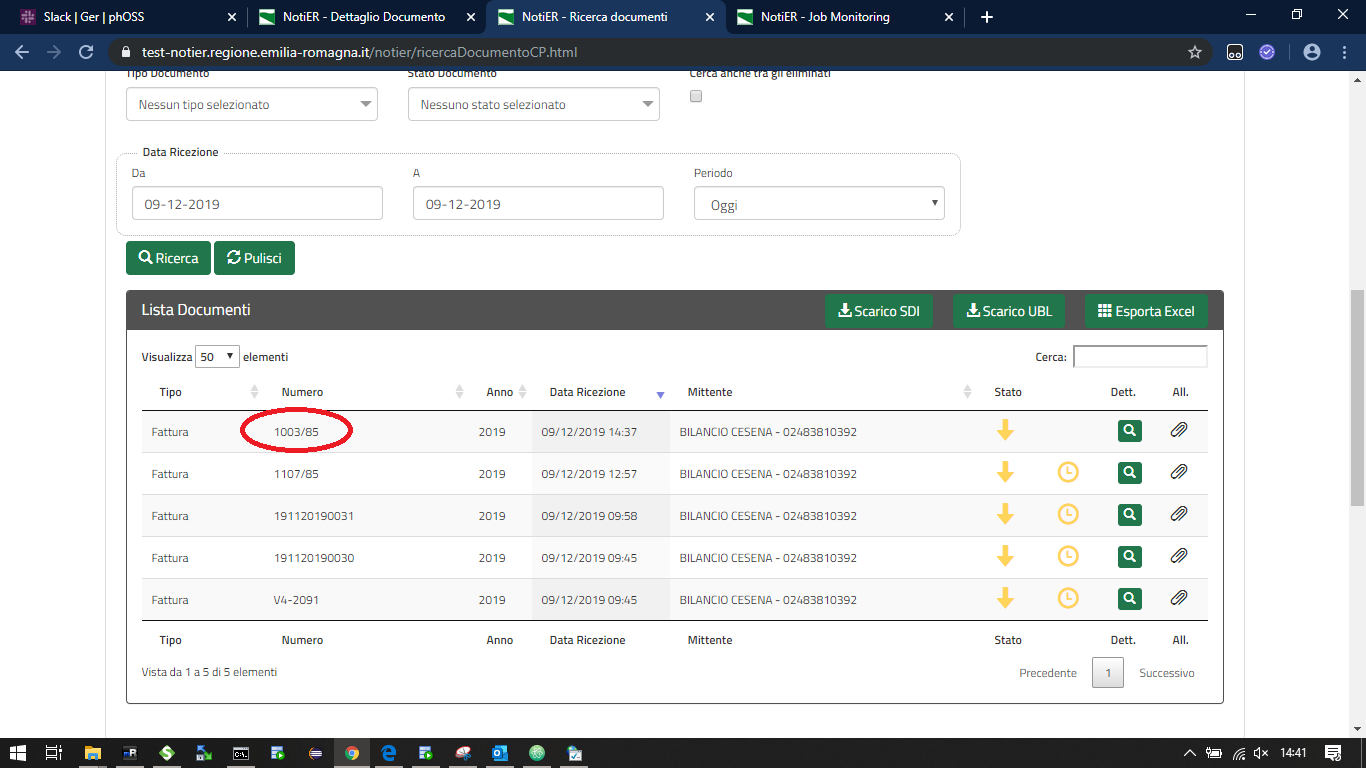 Slack | Ger | phOSS
NotiER - Dettaglio Documento
NotiER - Ricerca documenti
NotiER - Job Monitoring
test-notier.regione.emilia-romagna.it/notier/ricercaDocumentoCP.html
Tipo Documento Stato Documento Cerca anche tra gli eliminati
Nessun tipo selezionato Nessuno stato selezionato
Data Ricezione
Da A Periodo
09-12-2019 09-12-2019 Oggi
Ricerca Pulisci
Lista Documenti Scarico SDI Scarico UBL Esporta Excel
Visualizza 50 elementi Cerca:
Tipo Numero Anno Data Ricezione Mittente Stato Dett. All.
Fattura 1003/85 2019 09/12/2019 14:37 BILANCIO CESENA - 02483810392
Fattura 1107/85 2019 09/12/2019 12:57 BILANCIO CESENA - 02483810392
Fattura 191120190031 2019 09/12/2019 09:58 BILANCIO CESENA - 02483810392
Fattura 191120190030 2019 09/12/2019 09:45 BILANCIO CESENA - 02483810392
Fattura V4-2091 2019 09/12/2019 09:45 BILANCIO CESENA - 02483810392
Tipo Numero Anno Data Ricezione Mittente Stato Dett. All.
Vista da 1 a 5 di 5 elementi Precedente 1 Successivo
14:41